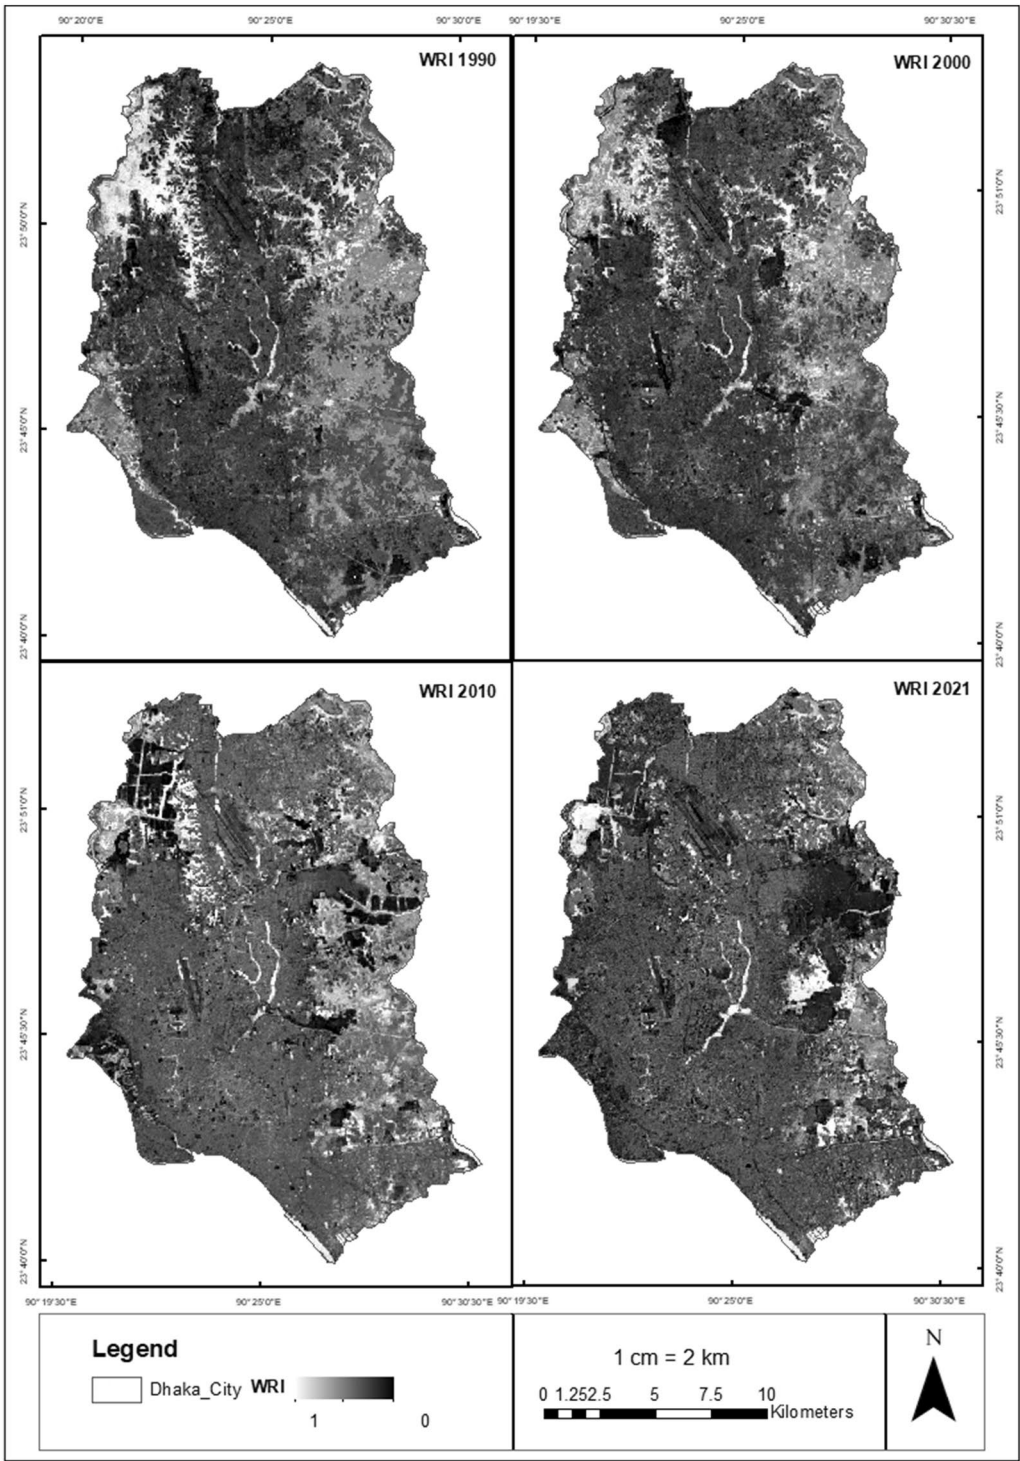 90° 20'0"E 90° 25'0"E 90° 30'0"E 90° 19'30"E 90° 25'0"E 90° 30'30"E
WRI 1990
WRI 2000
23° 50'0"N
23° 45'0"N
23° 40'0"N
23° 51'0"N
23° 45'30"N
23° 40'0"N
WRI 2010
WRI 2021
23° 51'0"N
23° 45'30"N
23° 40'0"N
23° 51'0"N
23° 45'30"N
23° 40'0"N
90° 19'30"E 90° 25'0"E 90° 30'30"E 90° 19'30"E 90° 25'0"E 90° 30'30"E
Legend
Dhaka_City WRI
1 0
1 cm = 2 km
0 1.252.5 5 7.5 10
Kilometers
N